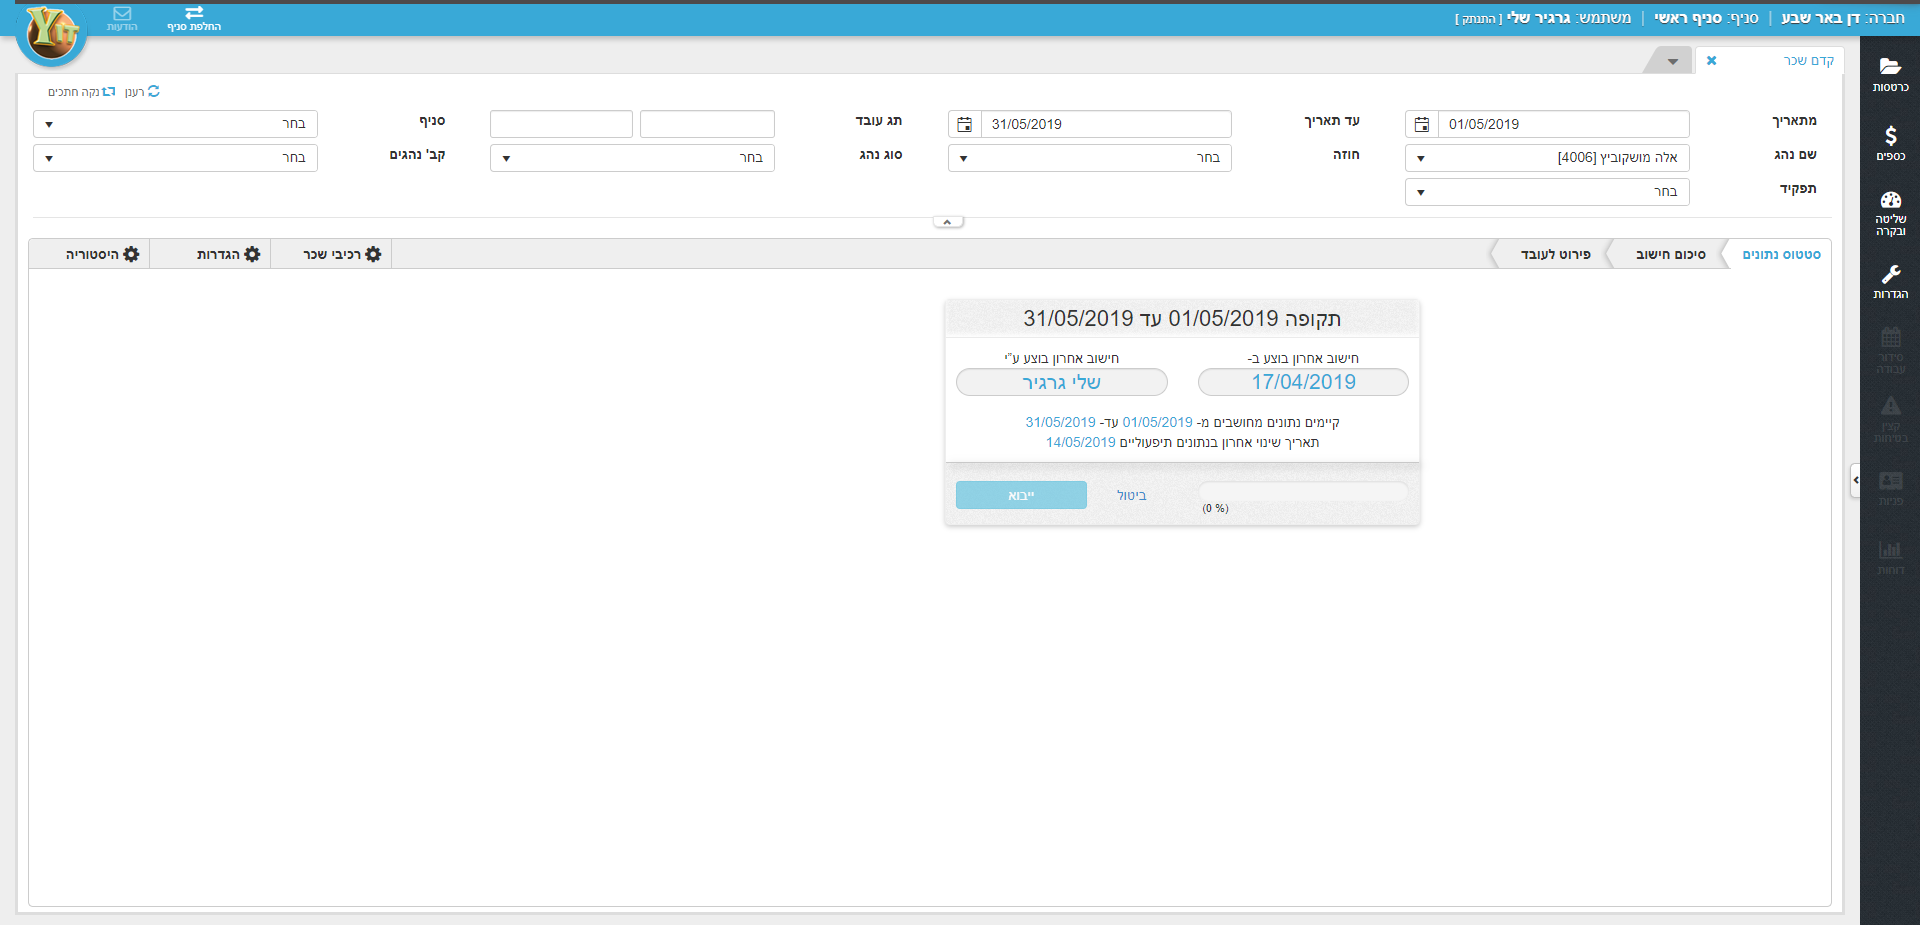 חברה: דן באר שבע | סניף: סניף ראשי | משתמש: גרגיר שלי [ התנתק ]
החלפת סניף
הודעות
Yit
קדם שכר
רענן
נקה חתכים
מתאריך 01/05/2019 עד תאריך 31/05/2019 תג עובד סניף בחר
שם נהג אלה מושקוביץ [4006] חוזה בחר סוג נהג בחר קב' נהגים בחר
תפקיד בחר
סטטוס נתונים סיכום חישוב פירוט לעובד רכיבי שכר הגדרות היסטוריה
תקופה 01/05/2019 עד 31/05/2019
חישוב אחרון בוצע ב- חישוב אחרון בוצע ע"י
17/04/2019 שלי גרגיר
קיימים נתונים מחושבים מ- 01/05/2019 עד- 31/05/2019
תאריך שינוי אחרון בנתונים תיפעוליים 14/05/2019
ביטול ייבוא
(0 %)
כרטסות
כספים
שליטה
ובקרה
הגדרות
סידור
עבודה
קצין
בטיחות
פניות
דוחות